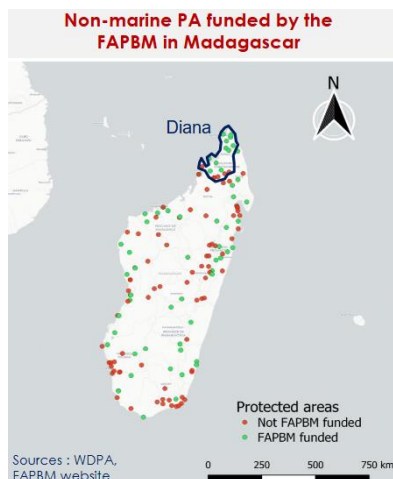 Non-marine PA funded by the
FAPBM in Madagascar
N
Diana
Protected areas
Not FAPBM funded
FAPBM funded
Sources : WDPA,
FAPBM website
0 250 500 750 km